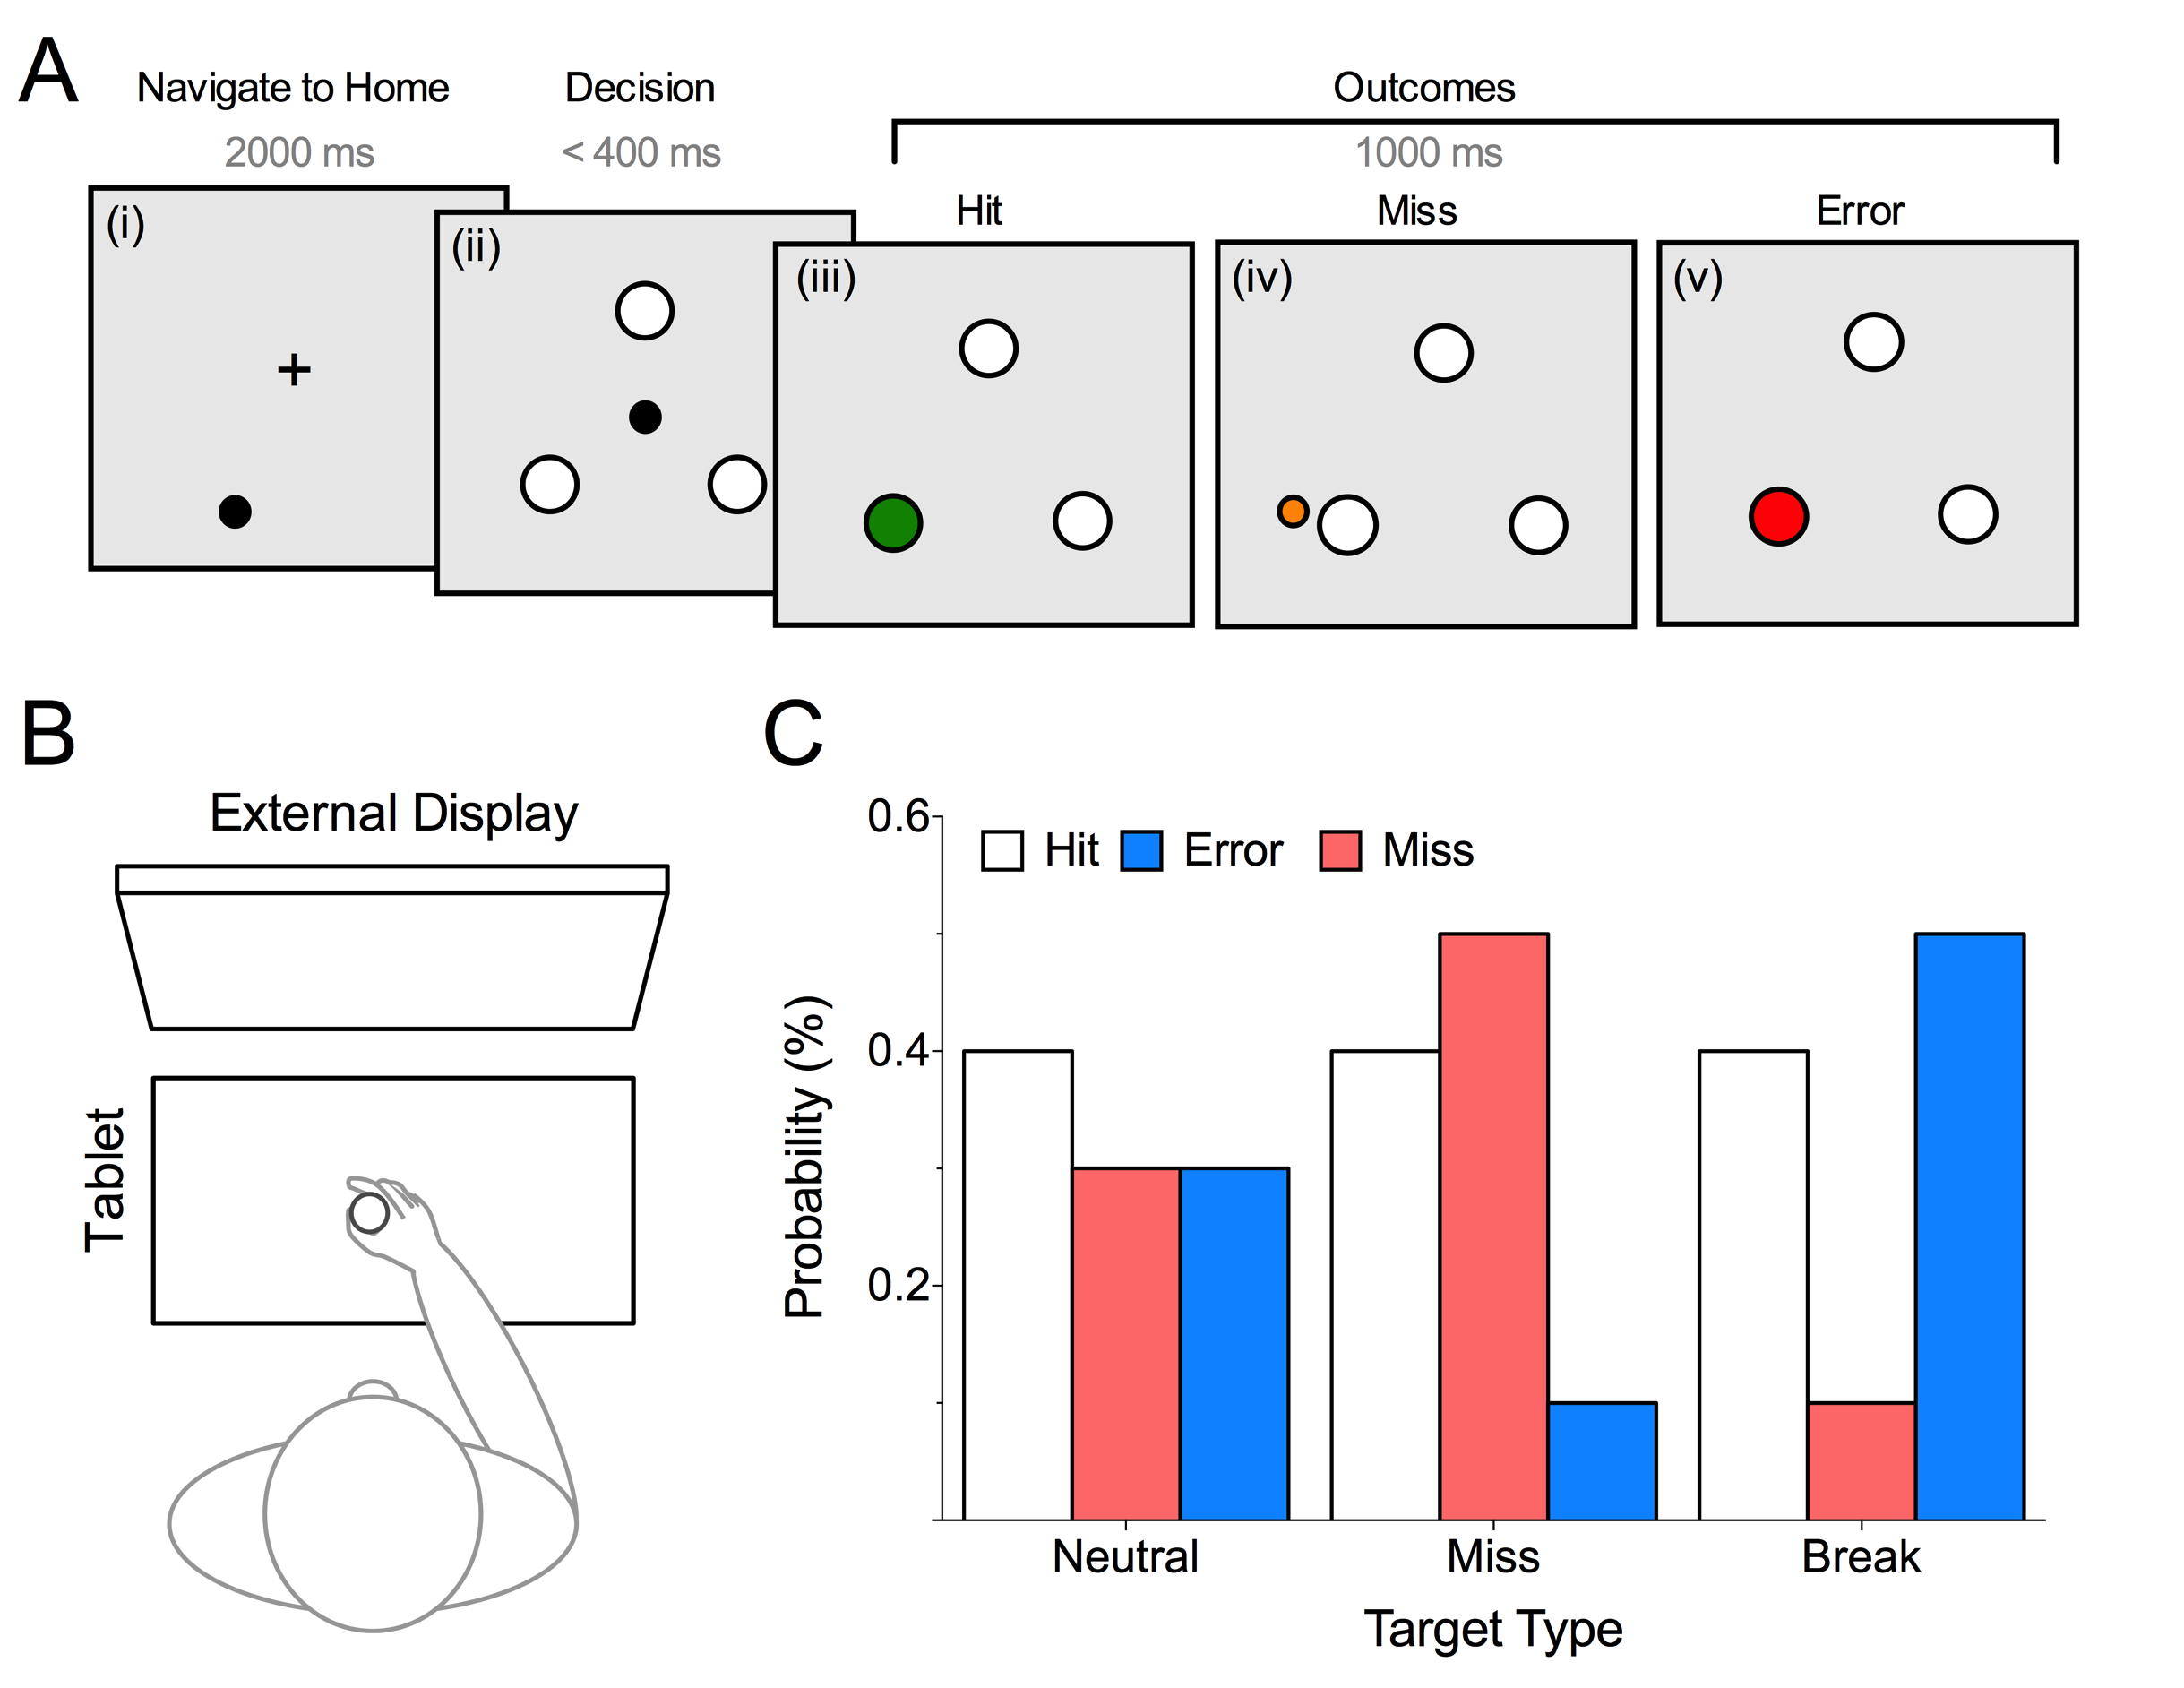 A
Navigate to Home
2000 ms
Decision
< 400 ms
Outcomes
1000 ms
Hit
Miss
Error
(i)
(ii)
(iii)
(iv)
(v)
B
External Display
Tablet
C
Hit
Error
Miss
Probability (%)
0.6
0.4
0.2
Neutral
Miss
Break
Target Type